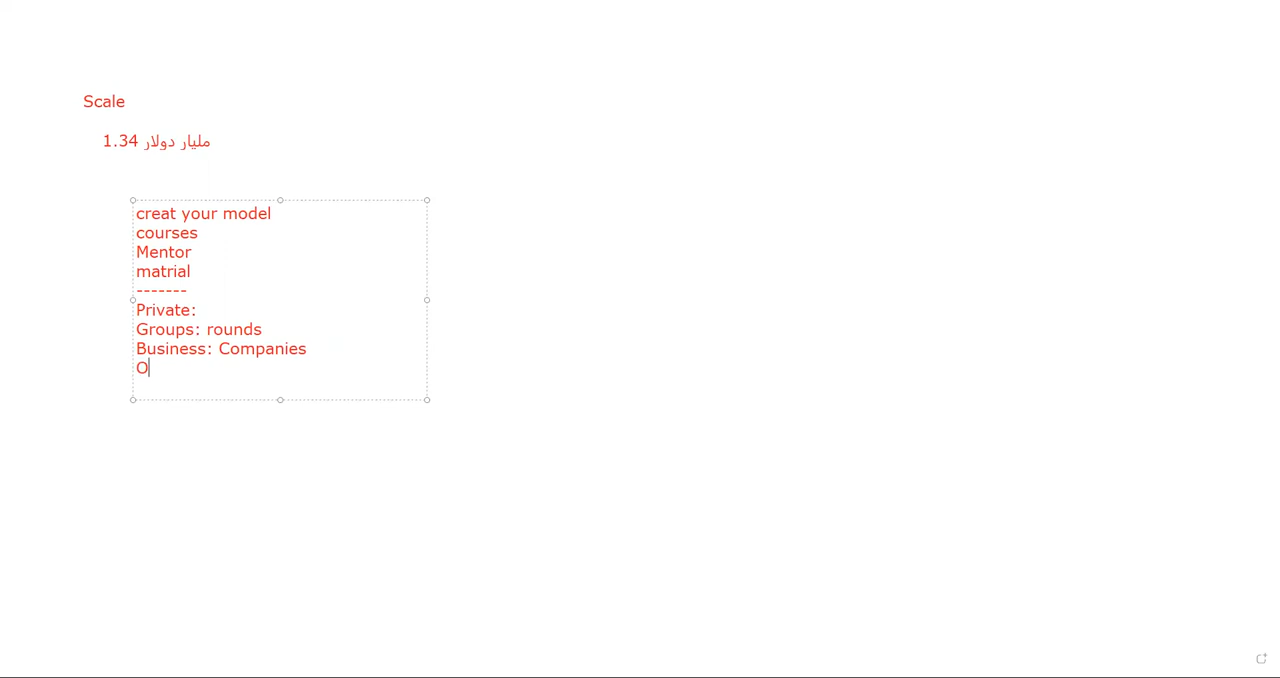 Scale
1.34 مليار دولار
creat your model
courses
Mentor
matrial
-------
Private:
Groups: rounds
Business: Companies
O